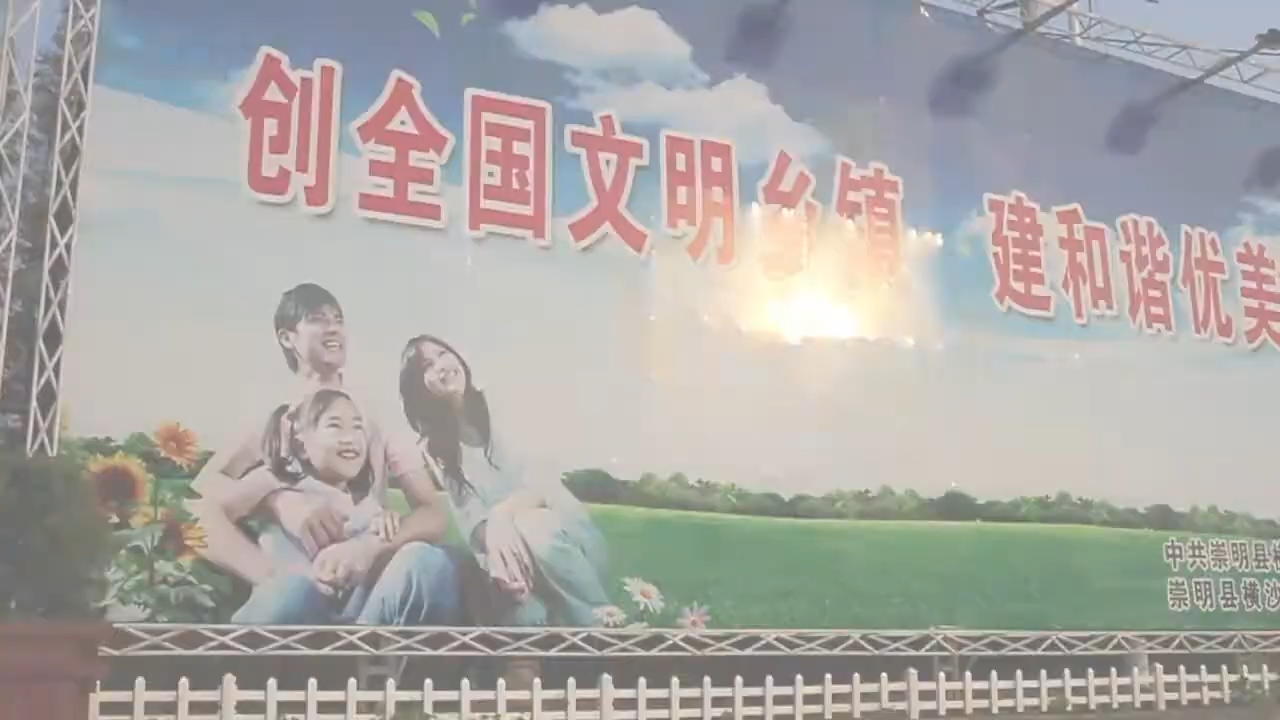 创全国文明乡镇 建和谐优美
中共崇明县横
崇明县横沙